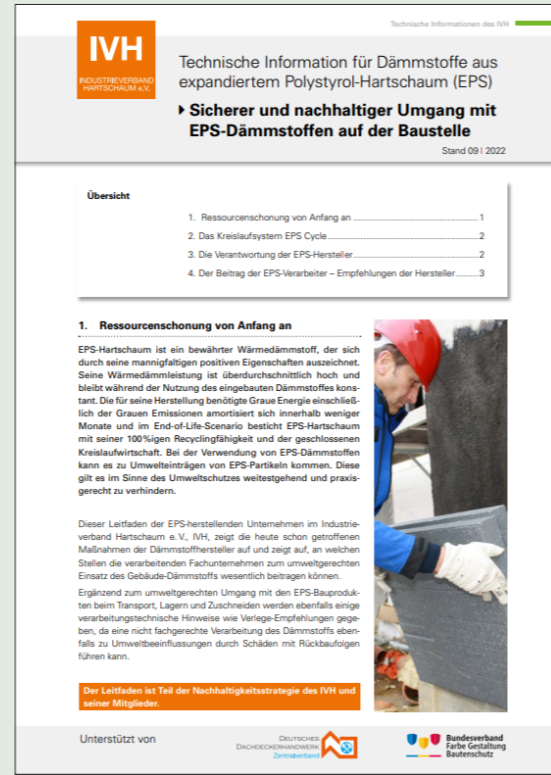 Technische Informationen des IVH
IVH
INDUSTRIEVERBAND
HARTSCHAUM e.V.
Technische Information für Dämmstoffe aus
expandiertem Polystyrol-Hartschaum (EPS)
Sicherer und nachhaltiger Umgang mit
EPS-Dämmstoffen auf der Baustelle
Stand 09 | 2022
Übersicht
1. Ressourcenschonung von Anfang an ... 1
2. Das Kreislaufsystem EPS Cycle ... 2
3. Die Verantwortung der EPS-Hersteller ... 2
4. Der Beitrag der EPS-Verarbeiter – Empfehlungen der Hersteller ... 3
1. Ressourcenschonung von Anfang an
EPS-Hartschaum ist ein bewährter Wärmedämmstoff, der sich
durch seine mannigfaltigen positiven Eigenschaften auszeichnet.
Seine Wärmedämmleistung ist überdurchschnittlich hoch und
bleibt während der Nutzung des eingebauten Dämmstoffes kons-
tant. Die für seine Herstellung benötigte Graue Energie einschließ-
lich der Grauen Emissionen amortisiert sich innerhalb weniger
Monate und im End-of-Life-Scenario besticht EPS-Hartschaum
mit seiner 100%igen Recyclingfähigkeit und der geschlossenen
Kreislaufwirtschaft. Bei der Verwendung von EPS-Dämmstoffen
kann es zu Umwelteinträgen von EPS-Partikeln kommen. Diese
gilt es im Sinne des Umweltschutzes weitestgehend und praxis-
gerecht zu verhindern.
Dieser Leitfaden der EPS-herstellenden Unternehmen im Industrie-
verband Hartschaum e. V., IVH, zeigt die heute schon getroffenen
Maßnahmen der Dämmstoffhersteller auf und zeigt auf, an welchen
Stellen die verarbeitenden Fachunternehmen zum umweltgerechten
Einsatz des Gebäude-Dämmstoffs wesentlich beitragen können.
Ergänzend zum umweltgerechten Umgang mit den EPS-Bauproduk-
ten beim Transport, Lagern und Zuschneiden werden ebenfalls einige
verarbeitungstechnische Hinweise wie Verlege-Empfehlungen gege-
ben, da eine nicht fachgerechte Verarbeitung des Dämmstoffs eben-
falls zu Umweltbeeinflussungen durch Schäden mit Rückbaufolgen
führen kann.
Der Leitfaden ist Teil der Nachhaltigkeitsstrategie des IVH und
seiner Mitglieder.
Unterstützt von
DEUTSCHES
DACHDECKERHANDWERK
Zentralverband
Bundesverband
Farbe Gestaltung
Bautenschutz